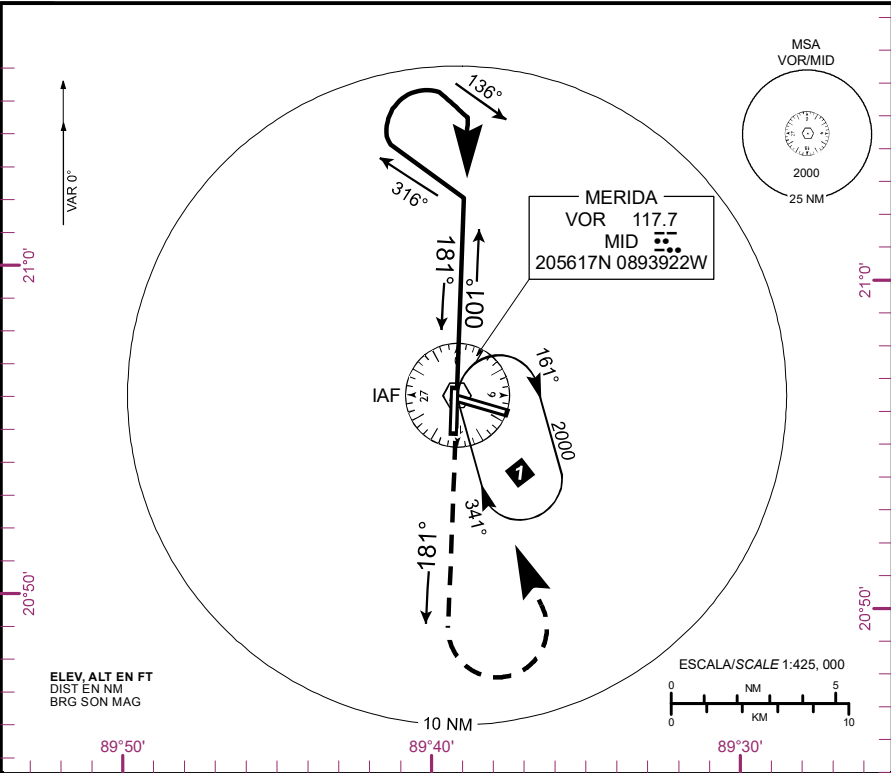 MSA
VOR/MID
2000
25 NM
VAR 0°
136°
316°
MERIDA
VOR 117.7
MID
205617N 0893922W
181°
001°
21°0'
21°0'
IAF
27
9
161°
2000
1
341°
181°
20°50'
20°50'
ELEV, ALT EN FT
DIST EN NM
BRG SON MAG
10 NM
ESCALA/SCALE 1:425, 000
0 NM 5
0 KM 10
89°50'
89°40'
89°30'